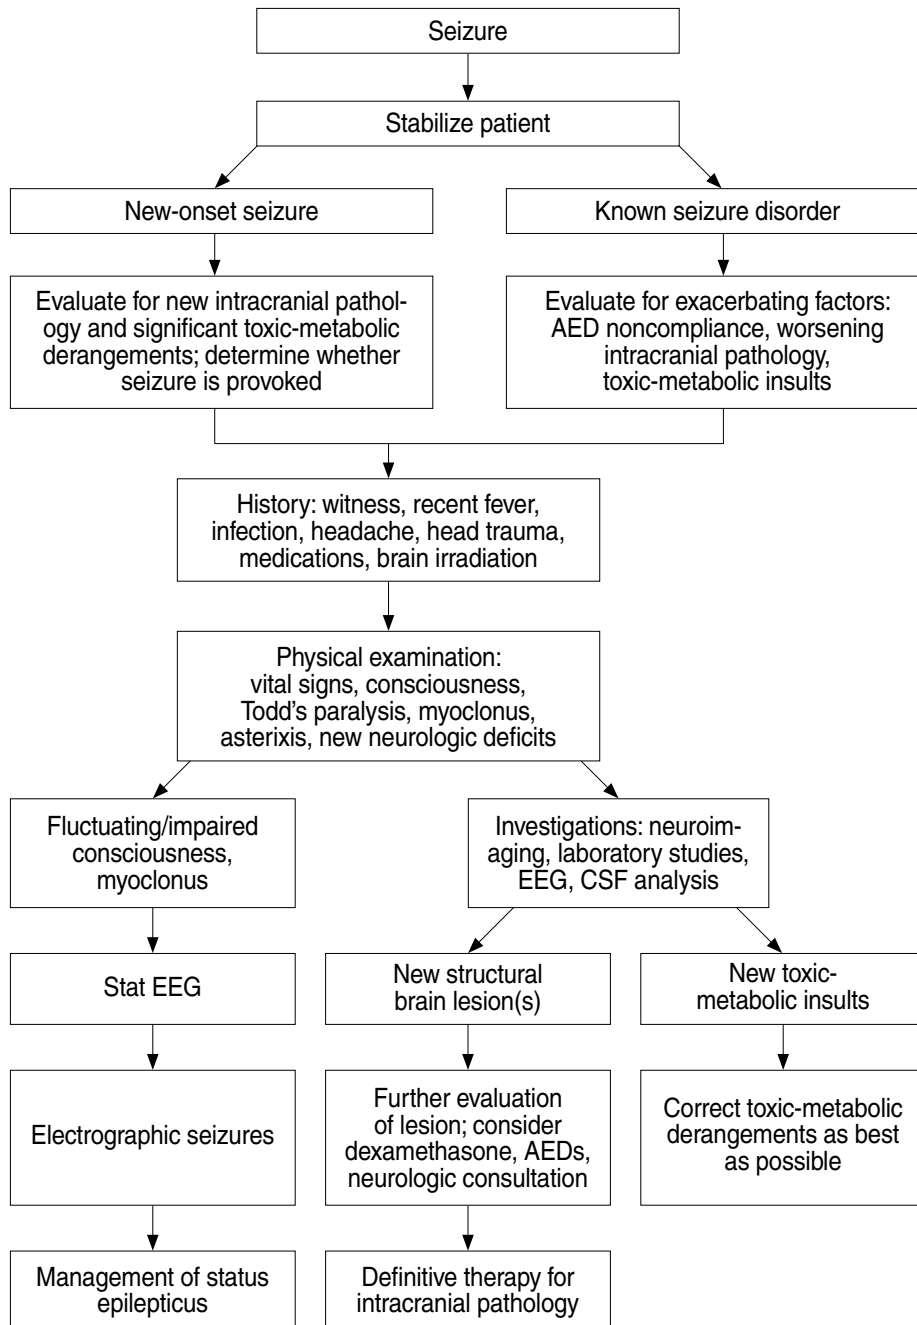 Seizure
Stabilize patient
New-onset seizure
Known seizure disorder
Evaluate for new intracranial pathol-
ogy and significant toxic-metabolic
derangements; determine whether
seizure is provoked
Evaluate for exacerbating factors:
AED noncompliance, worsening
intracranial pathology,
toxic-metabolic insults
History: witness, recent fever,
infection, headache, head trauma,
medications, brain irradiation
Physical examination:
vital signs, consciousness,
Todd's paralysis, myoclonus,
asterixis, new neurologic deficits
Fluctuating/impaired
consciousness,
myoclonus
Investigations: neuroim-
aging, laboratory studies,
EEG, CSF analysis
Stat EEG
New structural
brain lesion(s)
New toxic-
metabolic insults
Electrographic seizures
Further evaluation
of lesion; consider
dexamethasone, AEDs,
neurologic consultation
Correct toxic-metabolic
derangements as best
as possible
Management of status
epilepticus
Definitive therapy for
intracranial pathology